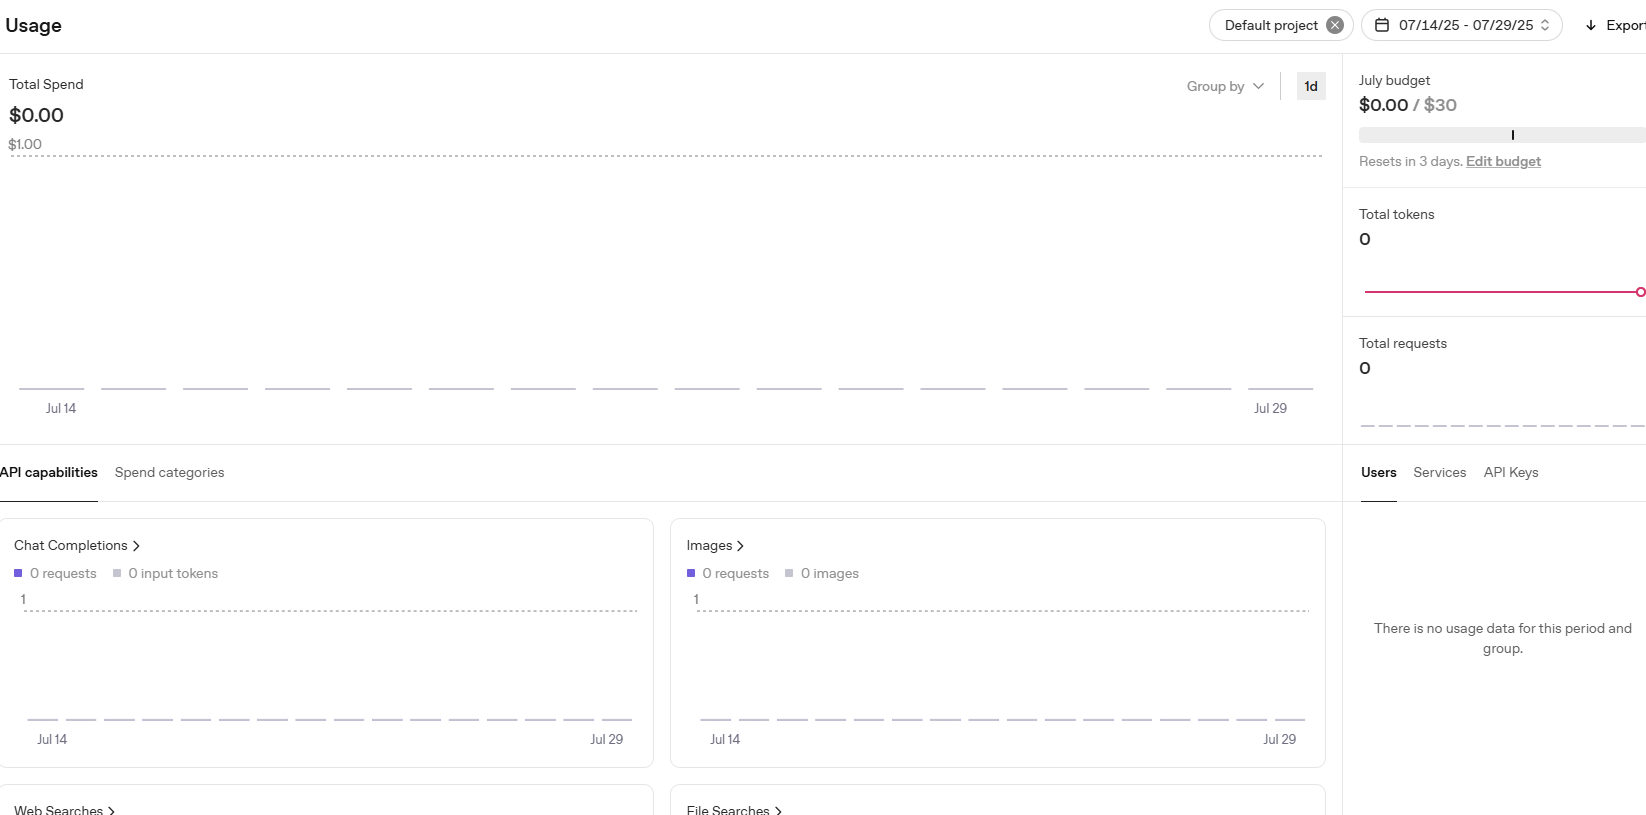 Usage
Default project
07/14/25 - 07/29/25
Export
Total Spend
$0.00
Group by
1d
$1.00
Jul 14
Jul 29
July budget
$0.00 / $30
Resets in 3 days. Edit budget
Total tokens
0
Total requests
0
API capabilities
Spend categories
Users
Services
API Keys
Chat Completions
0 requests
0 input tokens
1
Jul 14
Jul 29
Images
0 requests
0 images
1
Jul 14
Jul 29
There is no usage data for this period and
group.
Web Searches
File Searches